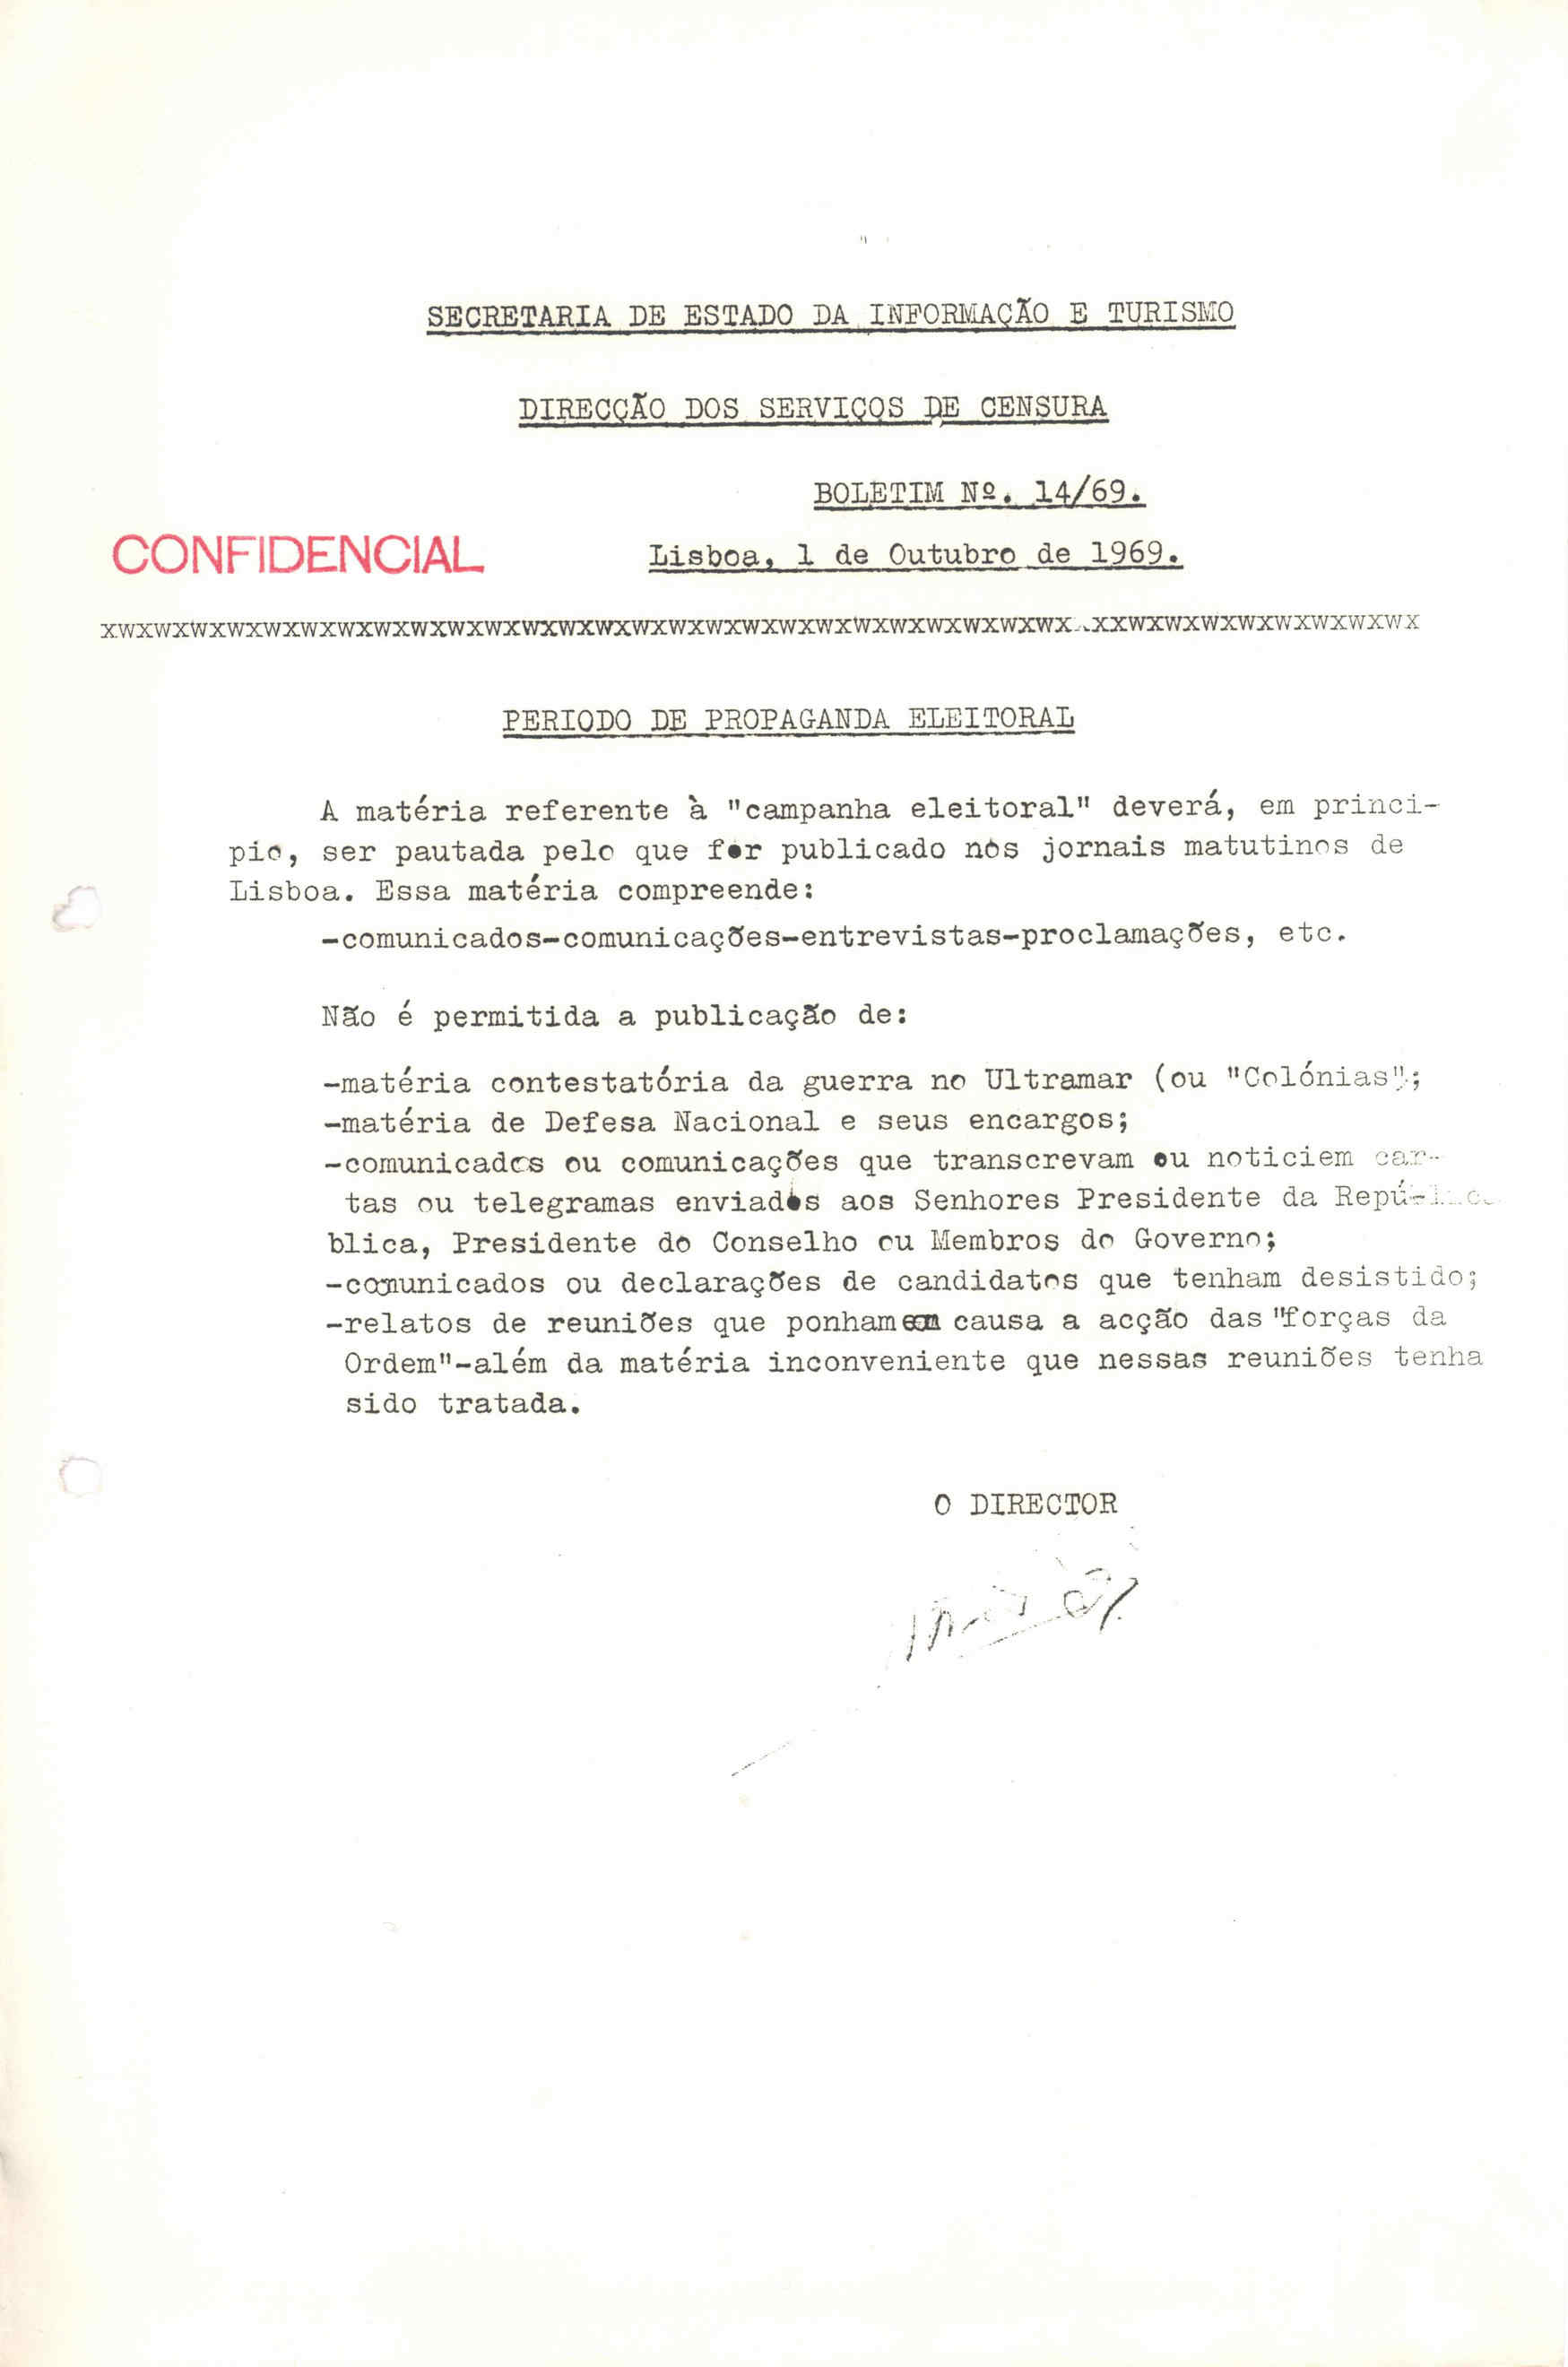 SECRETARIA DE ESTADO DA INFORMAÇÃO E TURISMO
DIRECÇÃO DOS SERVIÇOS DE CENSURA
BOLETIM Nº. 14/69.
CONFIDENCIAL
Lisboa, 1 de Outubro de 1969.
XWXWXWXWXWXWXWXWXWXWXWXWXWXWXWXWXWXWXWXWXWXWXWXWXWXWX XXWXWXWXWXWXWXWXWX
PERIODO DE PROPAGANDA ELEITORAL
A matéria referente à "campanha eleitoral" deverá, em princi-
pio, ser pautada pelo que for publicado nos jornais matutinos de
Lisboa. Essa matéria compreende:
-comunicados-comunicações-entrevistas-proclamações, etc.
Não é permitida a publicação de:
-matéria contestatória da guerra no Ultramar (ou "Colónias");
-matéria de Defesa Nacional e seus encargos;
-comunicados ou comunicações que transcrevam ou noticiem car-
tas ou telegramas enviados aos Senhores Presidente da Repú-
blica, Presidente do Conselho ou Membros do Governo;
-comunicados ou declarações de candidatos que tenham desistido;
-relatos de reuniões que ponham em causa a acção das "forças da
Ordem"-além da matéria inconveniente que nessas reuniões tenha
sido tratada.
O DIRECTOR